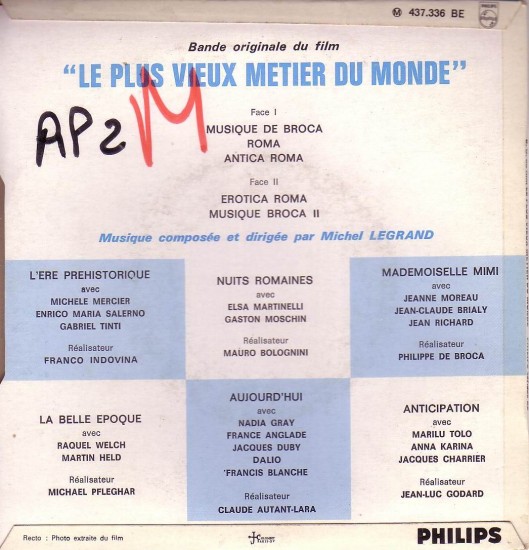 Ⓜ 437.336 BE
PHILIPS
Bande originale du film
"LE PLUS VIEUX METIER DU MONDE"
AP2 M
Face I
MUSIQUE DE BROCA
ROMA
ANTICA ROMA
Face II
EROTICA ROMA
MUSIQUE BROCA II
Musique composée et dirigée par Michel LEGRAND
L'ERE PREHISTORIQUE
avec
MICHELE MERCIER
ENRICO MARIA SALERNO
GABRIEL TINTI
Réalisateur
FRANCO INDOVINA
NUITS ROMAINES
avec
ELSA MARTINELLI
GASTON MOSCHIN
Réalisateur
MAURO BOLOGNINI
MADEMOISELLE MIMI
avec
JEANNE MOREAU
JEAN-CLAUDE BRIALY
JEAN RICHARD
Réalisateur
PHILIPPE DE BROCA
LA BELLE EPOQUE
avec
RAQUEL WELCH
MARTIN HELD
Réalisateur
MICHAEL PFLEGHAR
AUJOURD'HUI
avec
NADIA GRAY
FRANCE ANGLADE
JACQUES DUBY
DALIO
'FRANCIS BLANCHE
Réalisateur
CLAUDE AUTANT-LARA
ANTICIPATION
avec
MARILU TOLO
ANNA KARINA
JACQUES CHARRIER
Réalisateur
JEAN-LUC GODARD
Recto : Photo extraite du film
PHILIPS